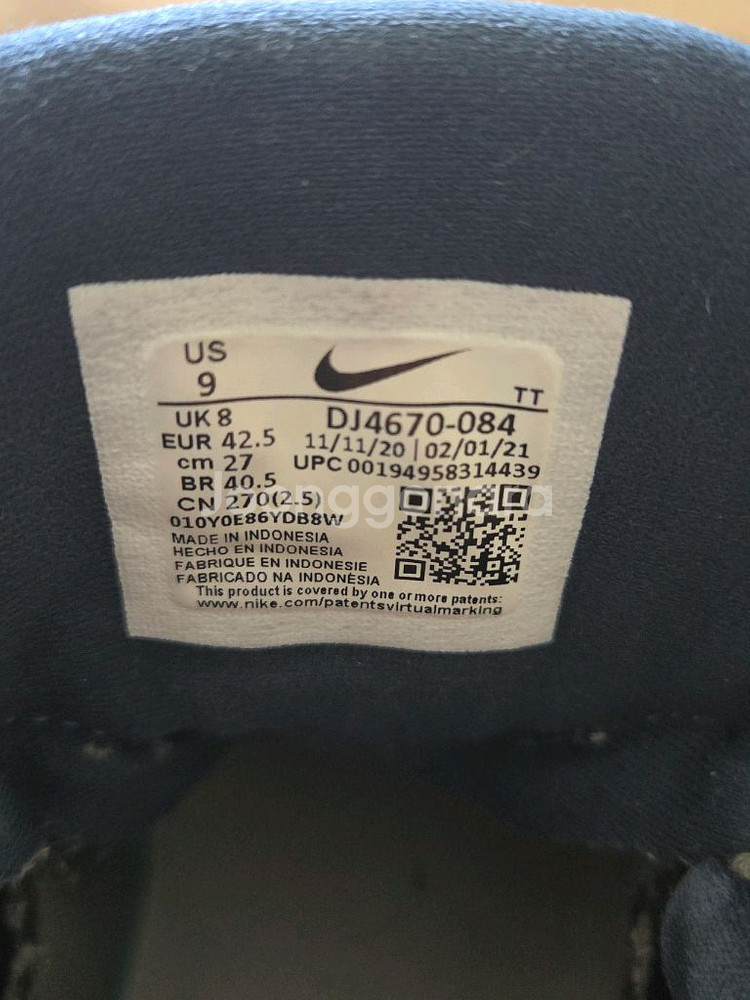 US
9
TT
UK 8
DJ4670-084
EUR 42.5
11/11/20 | 02/01/21
cm 27
UPC 00194958314439
BR 40.5
CN 270(2.5)
010Y0E86YDB8W
MADE IN INDONESIA
HECHO EN INDONESIA
FABRIQUE EN INDONESIE
FABRICADO NA INDONÉSIA
This product is covered by one or more patents:
www.nike.com/patentsvirtualmarking